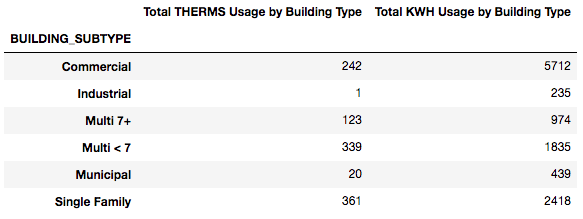 Total THERMS Usage by Building Type Total KWH Usage by Building Type
BUILDING_SUBTYPE
Commercial 242 5712
Industrial 1 235
Multi 7+ 123 974
Multi < 7 339 1835
Municipal 20 439
Single Family 361 2418